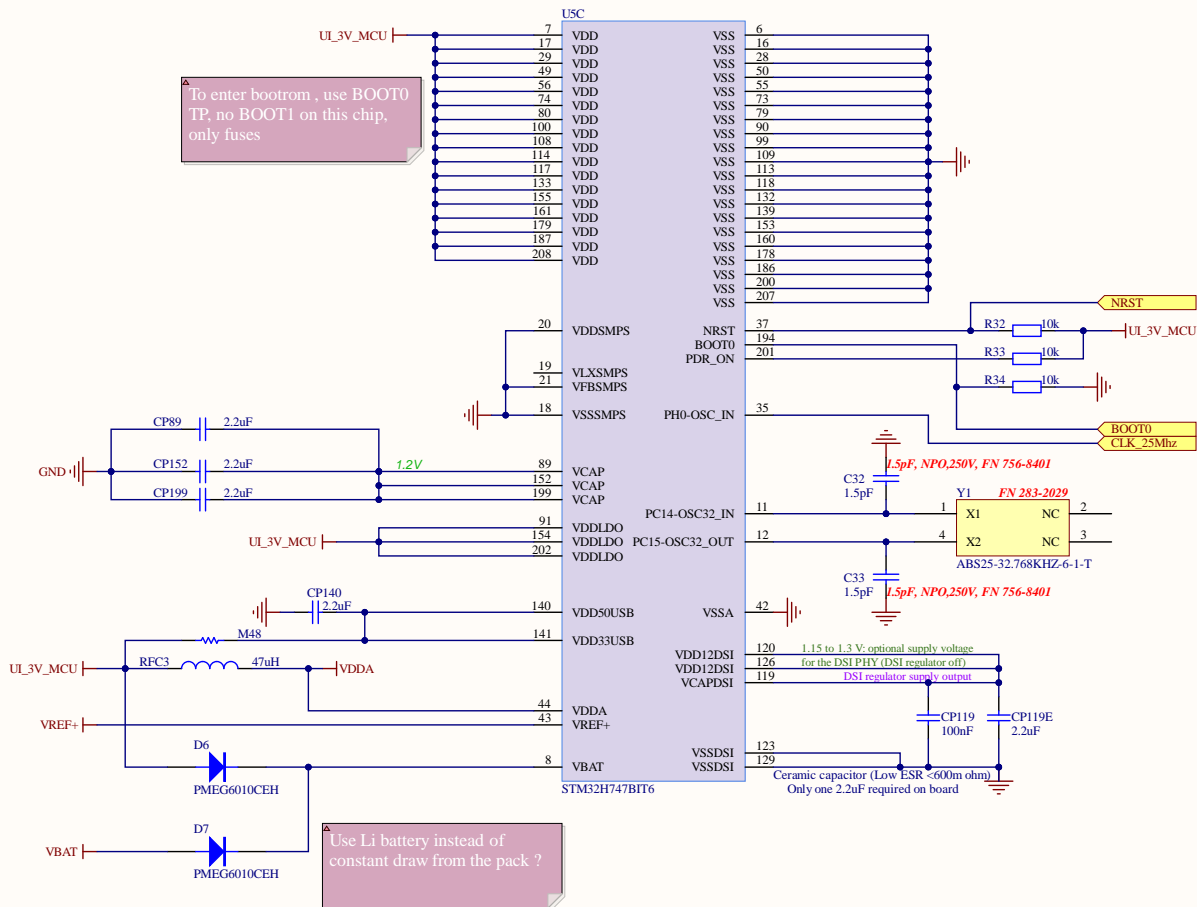 U5C
UI_3V_MCU
7 VDD VSS 6
17 VDD VSS 16
29 VDD VSS 28
49 VDD VSS 50
56 VDD VSS 55
74 VDD VSS 73
80 VDD VSS 79
100 VDD VSS 90
108 VDD VSS 99
114 VDD VSS 109
117 VDD VSS 113
133 VDD VSS 118
155 VDD VSS 132
161 VDD VSS 139
179 VDD VSS 153
187 VDD VSS 160
208 VDD VSS 178
VSS 186
VSS 200
VSS 207
To enter bootrom , use BOOT0
TP, no BOOT1 on this chip,
only fuses
20 VDDSMPS NRST 37
BOOT0 194
PDR_ON 201
19 VLXSMPS
21 VFBSMPS
18 VSSSMPS PH0-OSC_IN 35
NRST
R32 10k UI_3V_MCU
R33 10k
R34 10k
BOOT0
CLK_25Mhz
CP89 2.2uF
GND CP152 2.2uF 1.2V 89 VCAP
152 VCAP
CP199 2.2uF 199 VCAP
1.5pF, NPO,250V, FN 756-8401
C32
1.5pF
Y1 FN 283-2029
PC14-OSC32_IN 11 1 X1 NC 2
PC15-OSC32_OUT 12 4 X2 NC 3
ABS25-32.768KHZ-6-1-T
C33
1.5pF
1.5pF, NPO,250V, FN 756-8401
91 VDDLDO
UI_3V_MCU 154 VDDLDO
202 VDDLDO
CP140
2.2uF 140 VDD50USB VSSA 42
M48 141 VDD33USB
UI_3V_MCU RFC3 47uH VDDA
VDD12DSI 120 1.15 to 1.3 V: optional supply voltage
VDD12DSI 126 for the DSI PHY (DSI regulator off)
VCAPDSI 119 DSI regulator supply output
44 VDDA
VREF+ 43 VREF+
CP119
100nF
CP119E
2.2uF
D6
PMEG6010CEH
8 VBAT
VSSDSI 123
VSSDSI 129
Ceramic capacitor (Low ESR <600m ohm)
Only one 2.2uF required on board
STM32H747BIT6
D7
VBAT
PMEG6010CEH
Use Li battery instead of
constant draw from the pack ?